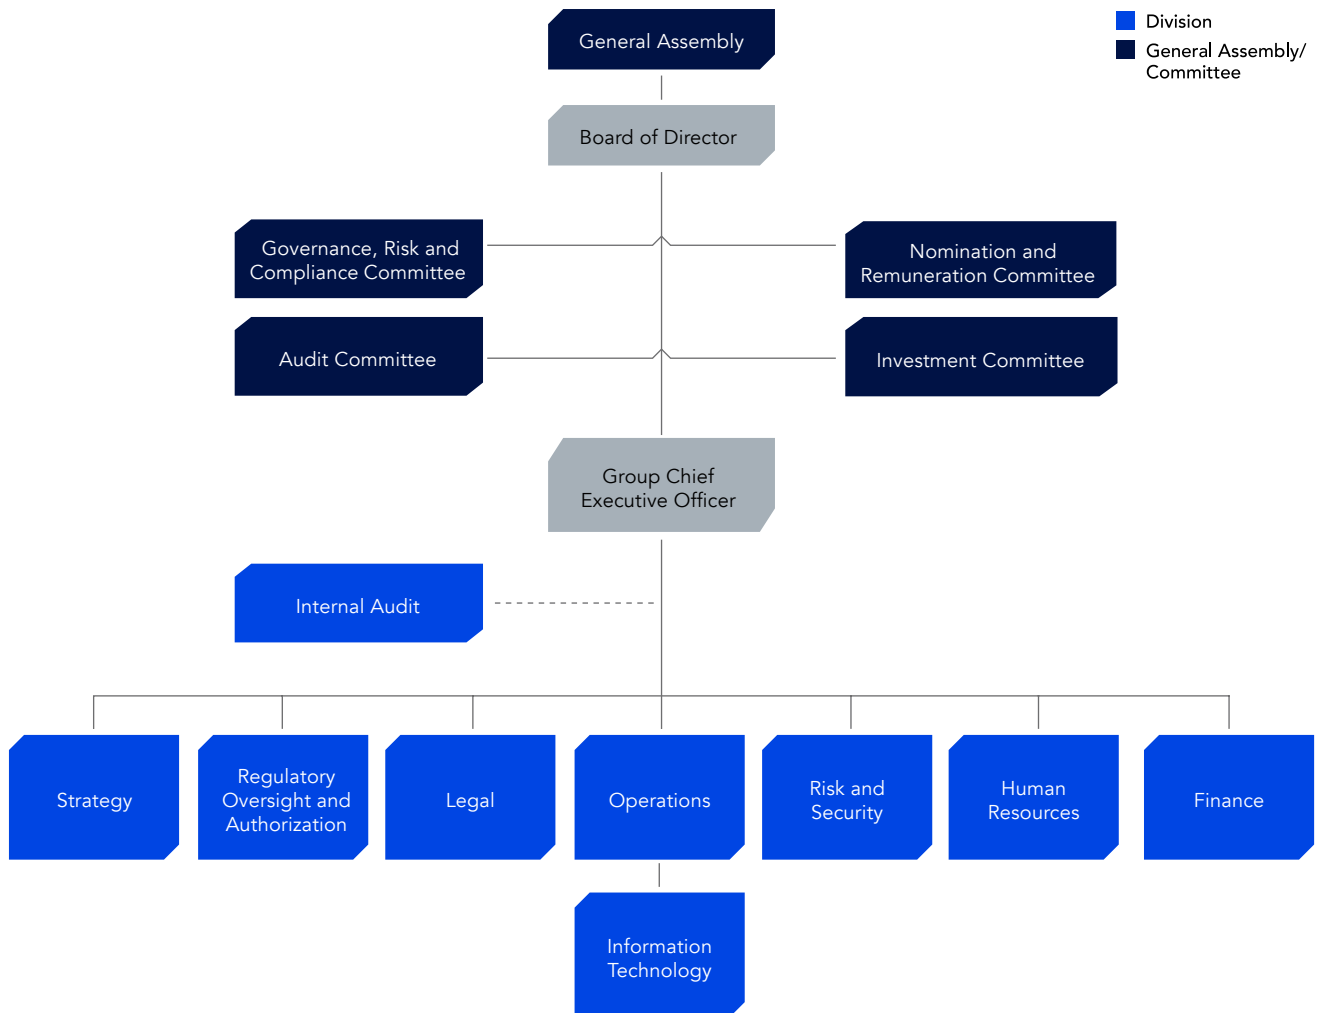 General Assembly
Division
General Assembly/
Committee
Board of Director
Governance, Risk and
Compliance Committee
Nomination and
Remuneration Committee
Audit Committee
Investment Committee
Group Chief
Executive Officer
Internal Audit
Strategy
Regulatory
Oversight and
Authorization
Legal
Operations
Risk and
Security
Human
Resources
Finance
Information
Technology